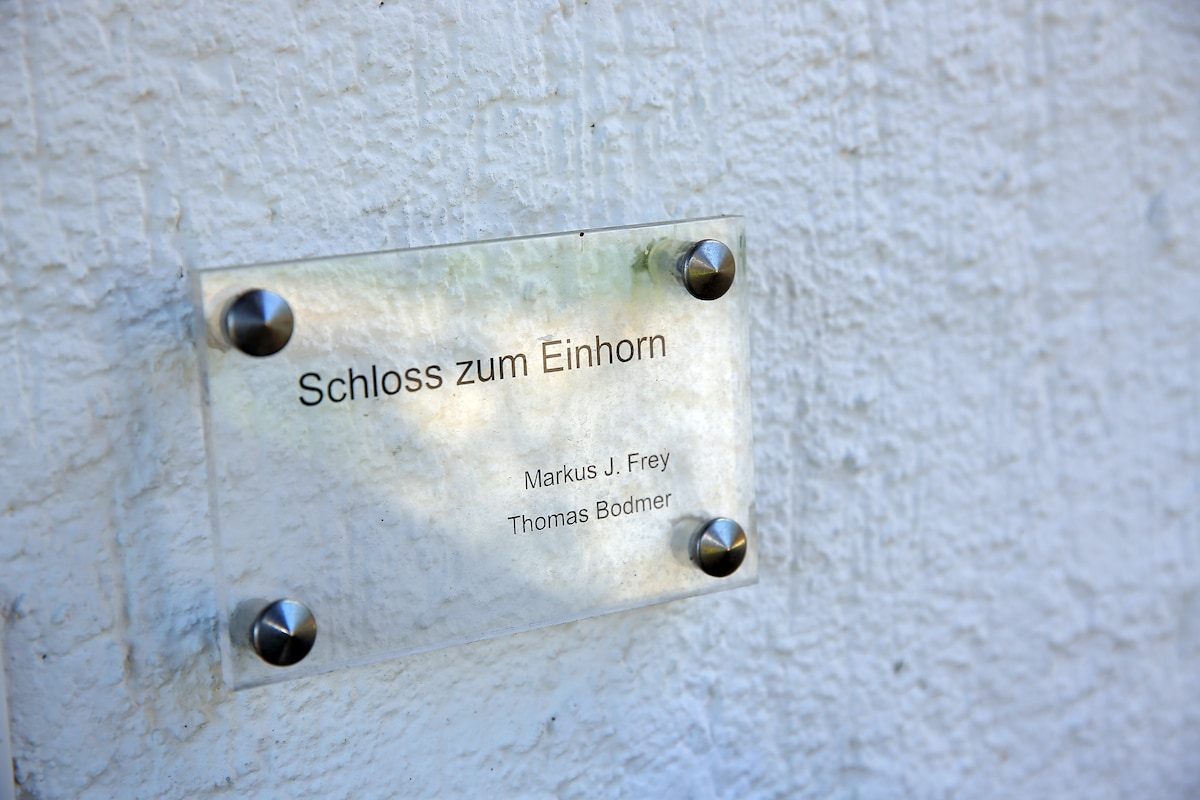 Schloss zum Einhorn
Markus J. Frey
Thomas Bodmer